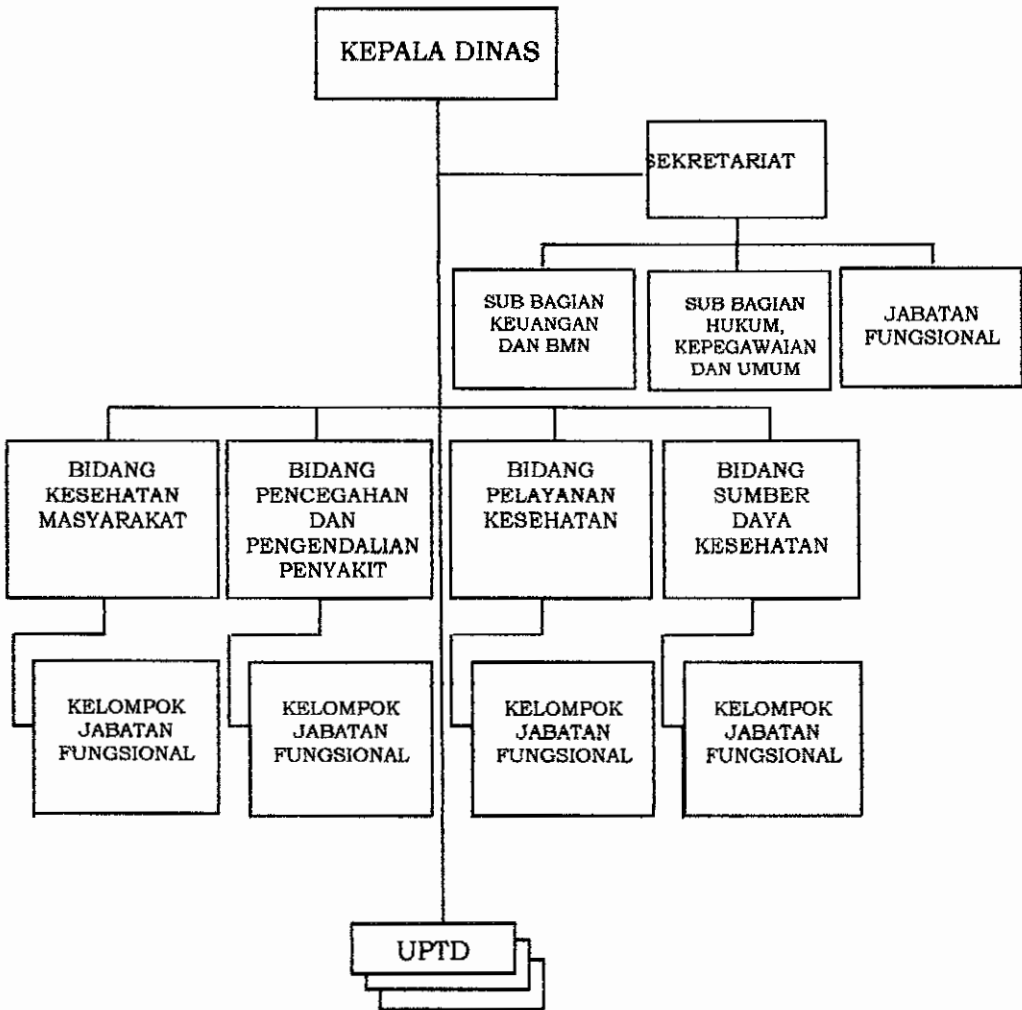 KEPALA DINAS
SEKRETARIAT
SUB BAGIAN
KEUANGAN
DAN BMN
SUB BAGIAN
HUKUM,
KEPEGAWAIAN
DAN UMUM
JABATAN
FUNGSIONAL
BIDANG
KESEHATAN
MASYARAKAT
BIDANG
PENCEGAHAN
DAN
PENGENDALIAN
PENYAKIT
BIDANG
PELAYANAN
KESEHATAN
BIDANG
SUMBER
DAYA
KESEHATAN
KELOMPOK
JABATAN
FUNGSIONAL
KELOMPOK
JABATAN
FUNGSIONAL
KELOMPOK
JABATAN
FUNGSIONAL
KELOMPOK
JABATAN
FUNGSIONAL
UPTD